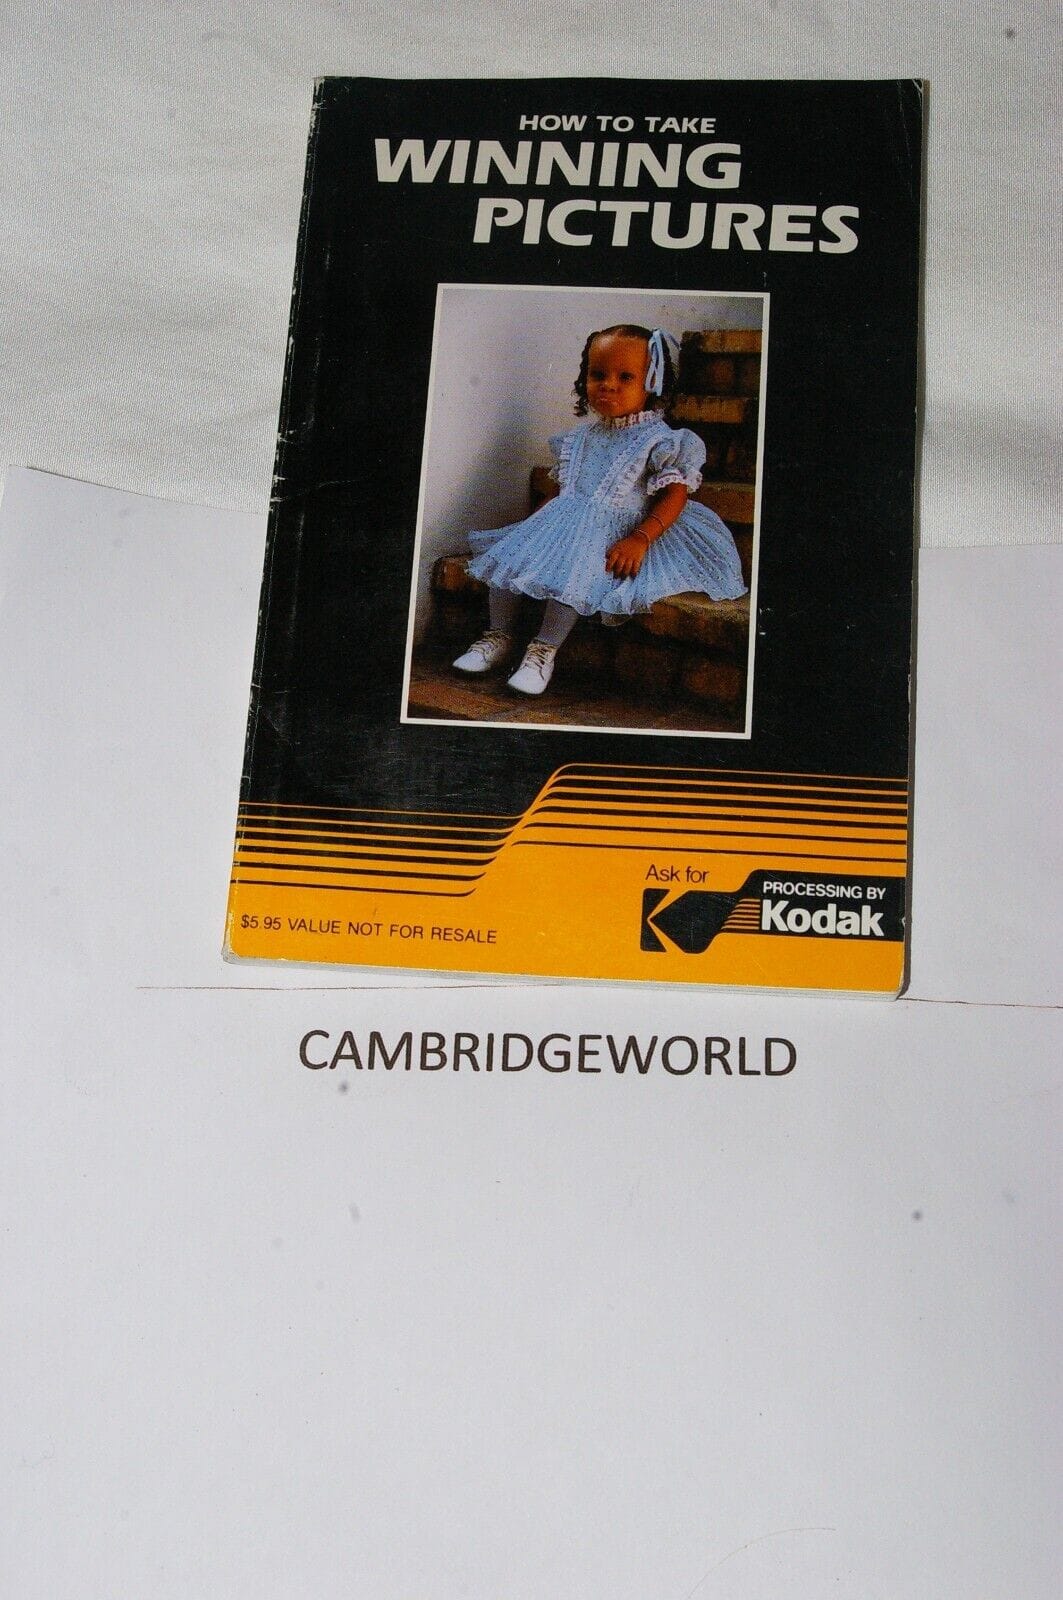 HOW TO TAKE
WINNING
PICTURES
Ask for
PROCESSING BY
Kodak
$5.95 VALUE NOT FOR RESALE
CAMBRIDGEWORLD